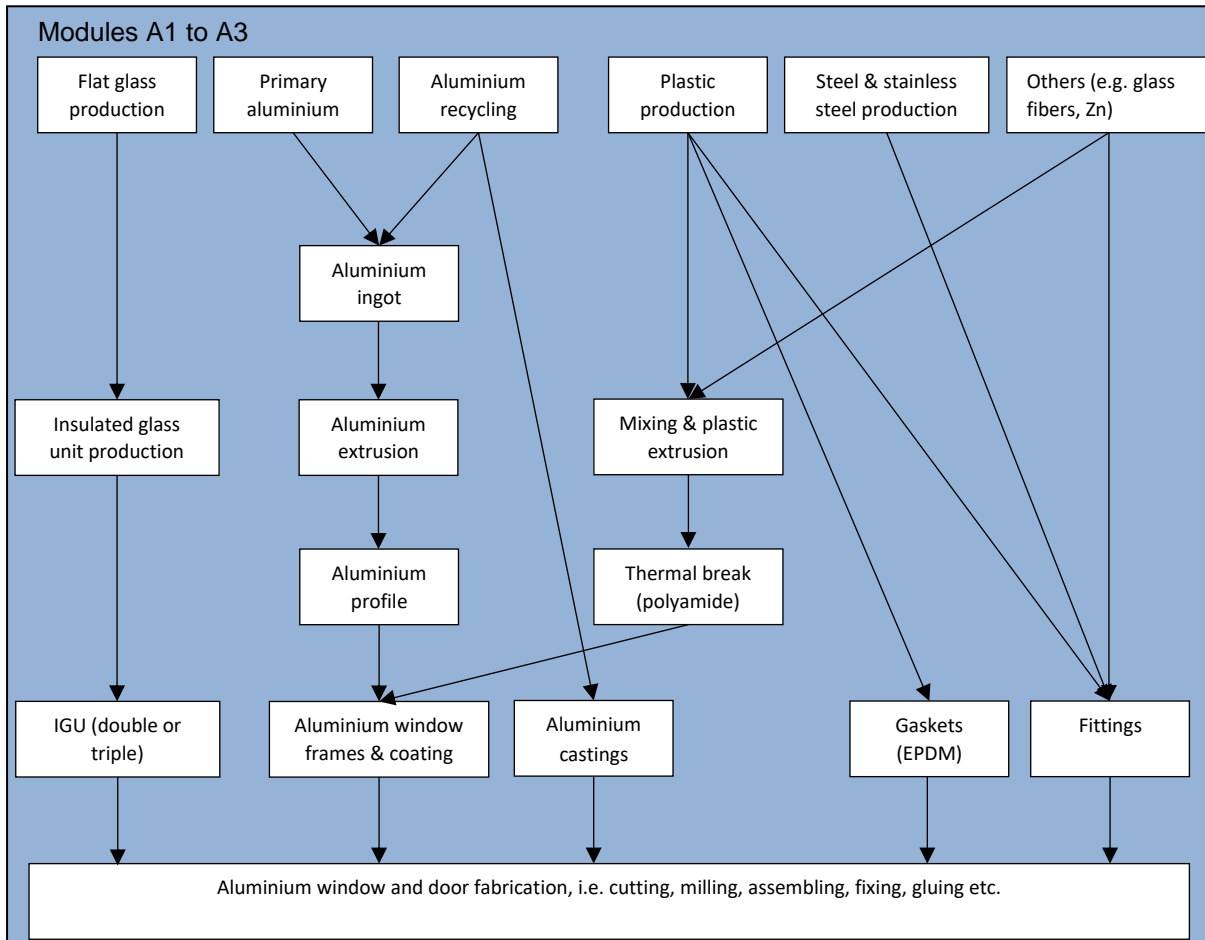 Modules A1 to A3
Flat glass
production
Primary
aluminium
Aluminium
recycling
Plastic
production
Steel & stainless
steel production
Others (e.g. glass
fibers, Zn)
Aluminium
ingot
Insulated glass
unit production
Aluminium
extrusion
Mixing & plastic
extrusion
Aluminium
profile
Thermal break
(polyamide)
IGU (double or
triple)
Aluminium window
frames & coating
Aluminium
castings
Gaskets
(EPDM)
Fittings
Aluminium window and door fabrication, i.e. cutting, milling, assembling, fixing, gluing etc.